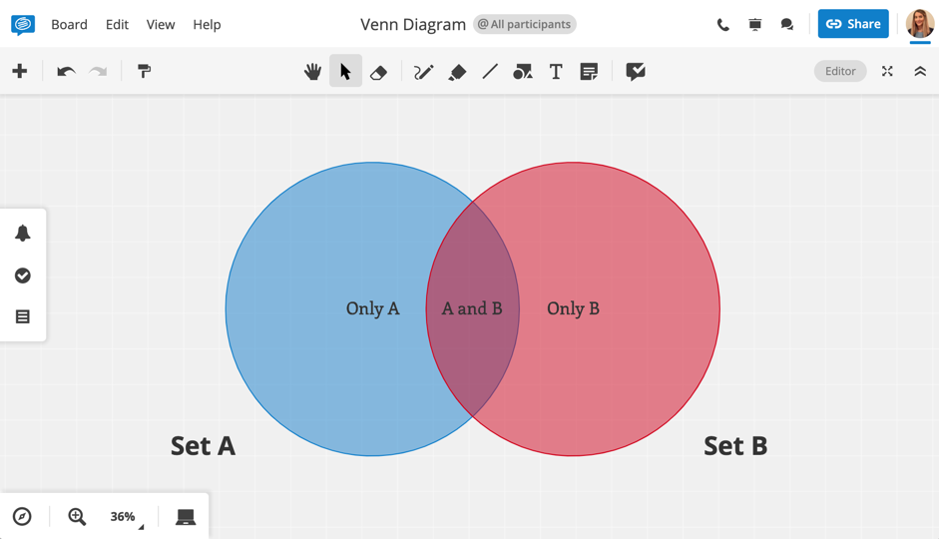 Board Edit View Help Venn Diagram @ All participants Share
T Editor
Only A A and B Only B
Set A Set B
36%